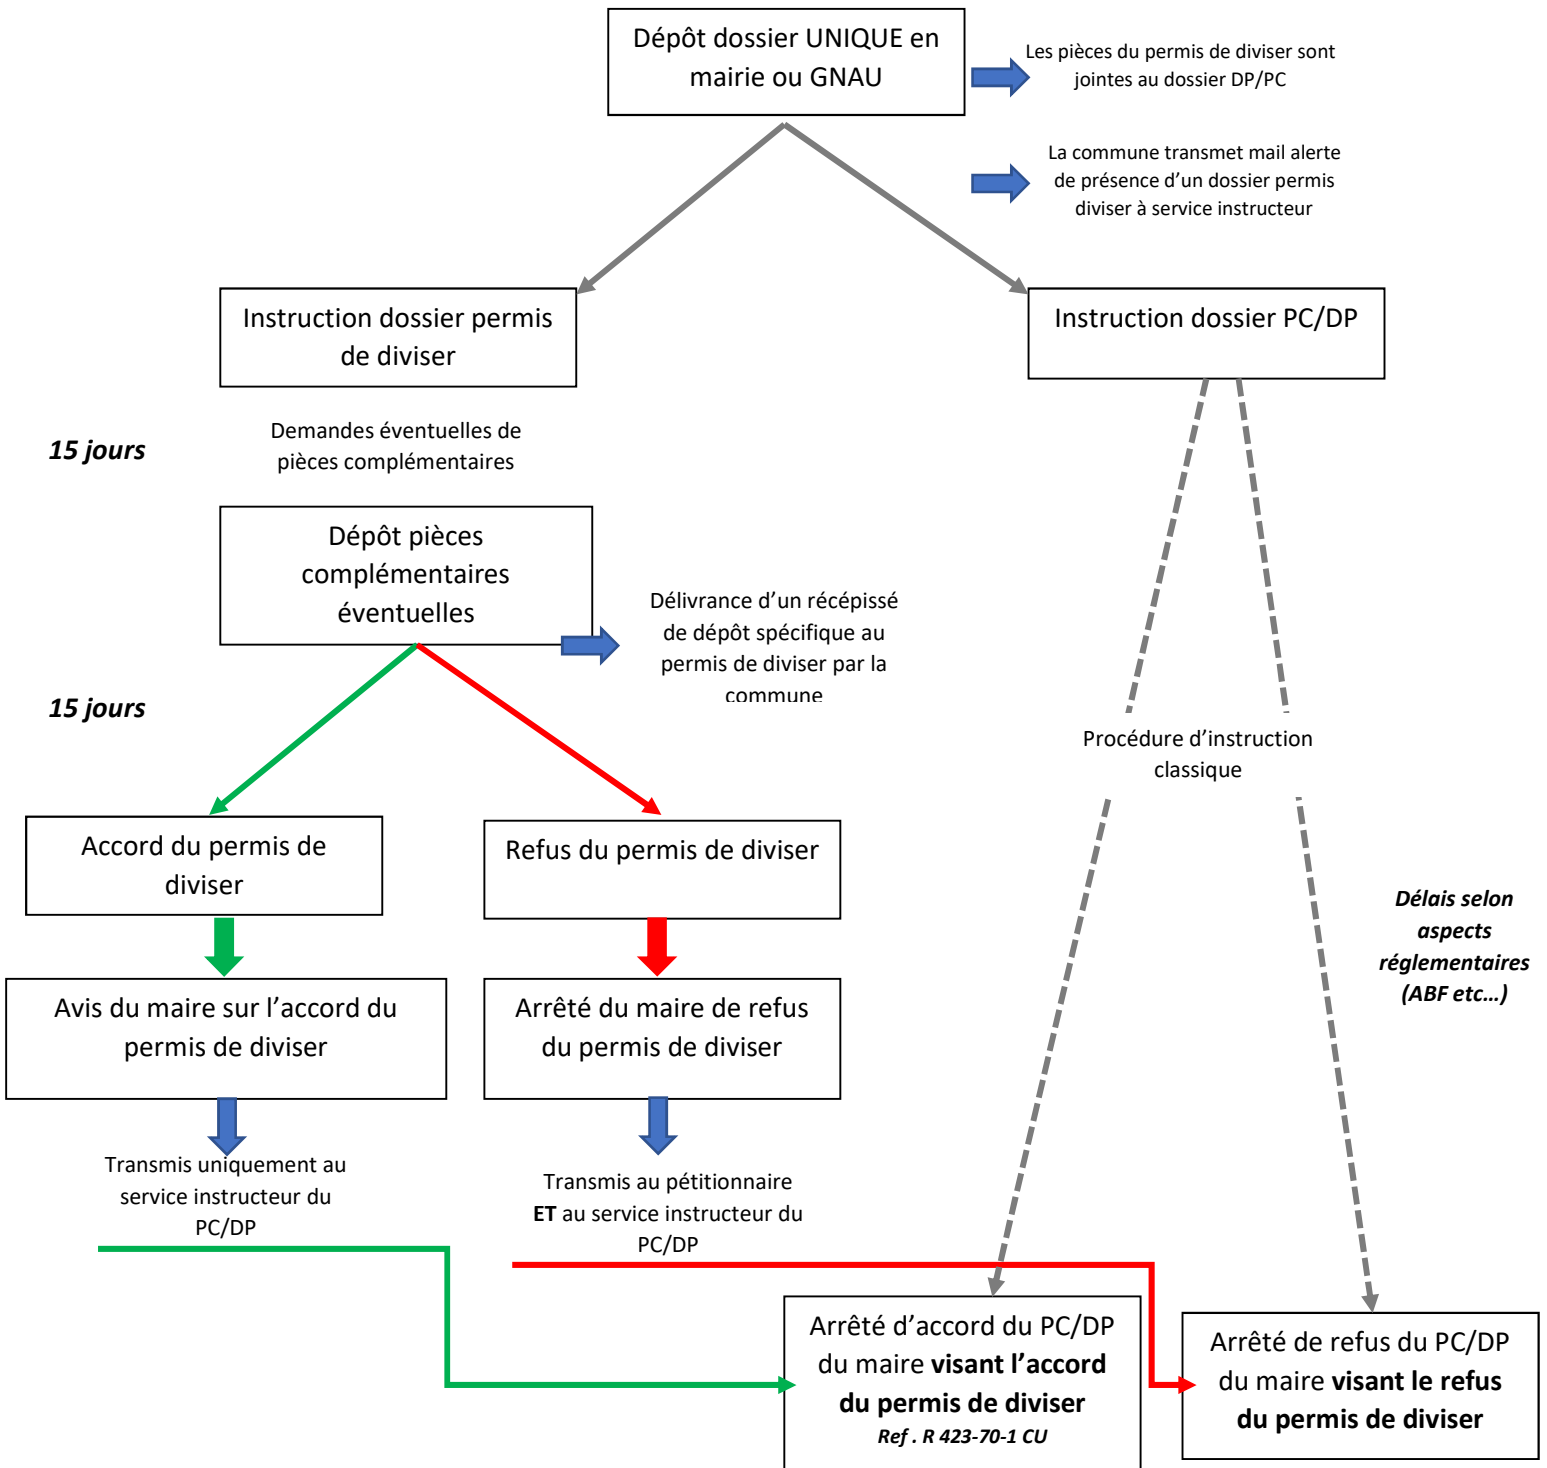 Dépôt dossier UNIQUE en
mairie ou GNAU
Les pièces du permis de diviser sont
jointes au dossier DP/PC
La commune transmet mail alerte
de présence d’un dossier permis
diviser à service instructeur
Instruction dossier permis
de diviser
Instruction dossier PC/DP
15 jours
Demandes éventuelles de
pièces complémentaires
Dépôt pièces
complémentaires
éventuelles
Délivrance d’un récépissé
de dépôt spécifique au
permis de diviser par la
commune
15 jours
Procédure d’instruction
classique
Accord du permis de
diviser
Refus du permis de diviser
Délais selon
aspects
réglementaires
(ABF etc…)
Avis du maire sur l’accord du
permis de diviser
Arrêté du maire de refus
du permis de diviser
Transmis uniquement au
service instructeur du
PC/DP
Transmis au pétitionnaire
ET au service instructeur du
PC/DP
Arrêté d’accord du PC/DP
du maire visant l’accord
du permis de diviser
Ref . R 423-70-1 CU
Arrêté de refus du PC/DP
du maire visant le refus
du permis de diviser